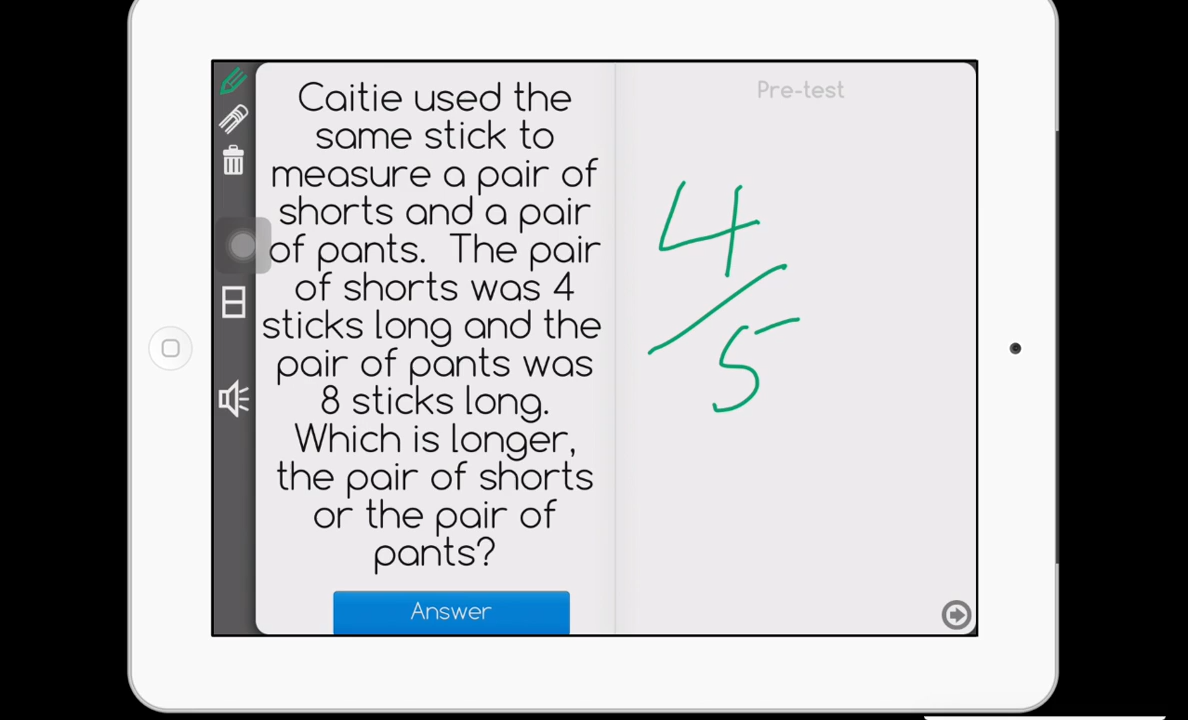 Caitie used the
same stick to
measure a pair of
shorts and a pair
of pants. The pair
of shorts was 4
sticks long and the
pair of pants was
8 sticks long.
Which is longer,
the pair of shorts
or the pair of
pants?
Answer
Pre-test
4
/
5